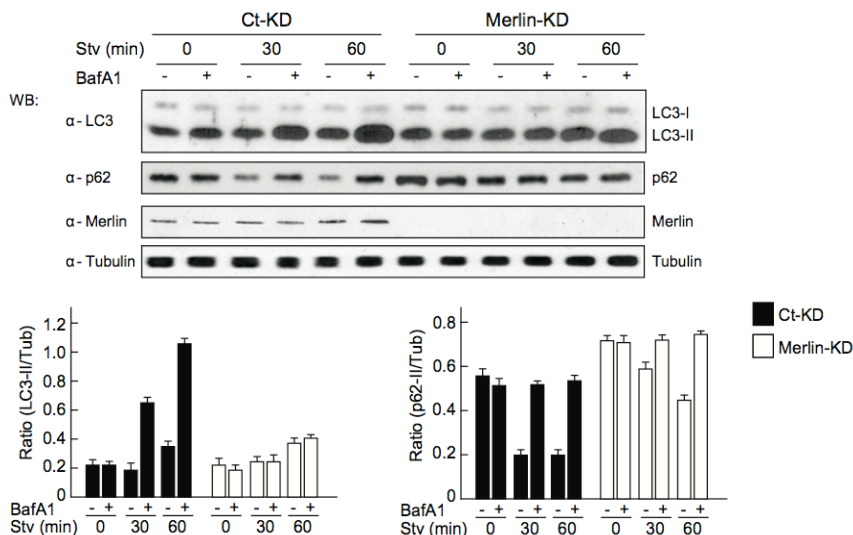 Ct-KD Merlin-KD
Stv (min) 0 30 60 0 30 60
BafA1 - + - + - + - + - + - +
WB:
α - LC3 LC3-I
LC3-II
α - p62 p62
α - Merlin Merlin
α - Tubulin Tubulin
Ratio (LC3-II/Tub)
1.2
1.0
0.8
0.6
0.4
0.2
0
BafA1 - + - + - + - + - + - +
Stv (min) 0 30 60 0 30 60
Ratio (p62-II/Tub)
0.8
0.6
0.4
0.2
0
BafA1 - + - + - + - + - + - +
Stv (min) 0 30 60 0 30 60
Ct-KD
Merlin-KD